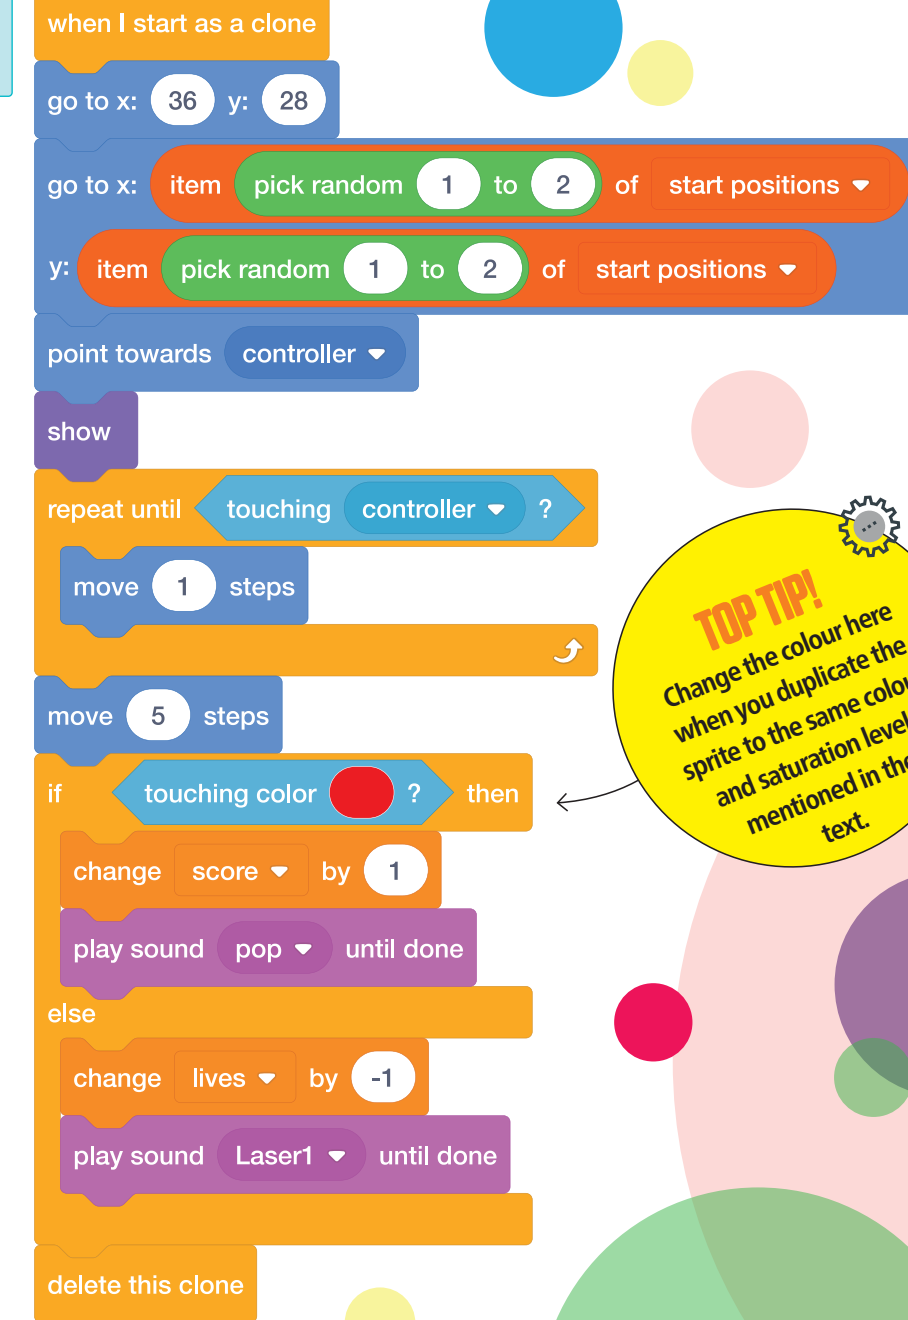 when I start as a clone
go to x: 36 y: 28
go to x: item pick random 1 to 2 of start positions
y: item pick random 1 to 2 of start positions
point towards controller
show
repeat until touching controller ?
move 1 steps
move 5 steps
if touching color ? then
change score by 1
play sound pop until done
else
change lives by -1
play sound Laser1 until done
delete this clone
TOP TIP!
Change the colour here
when you duplicate the
sprite to the same
and saturation
mentioned in the
text.